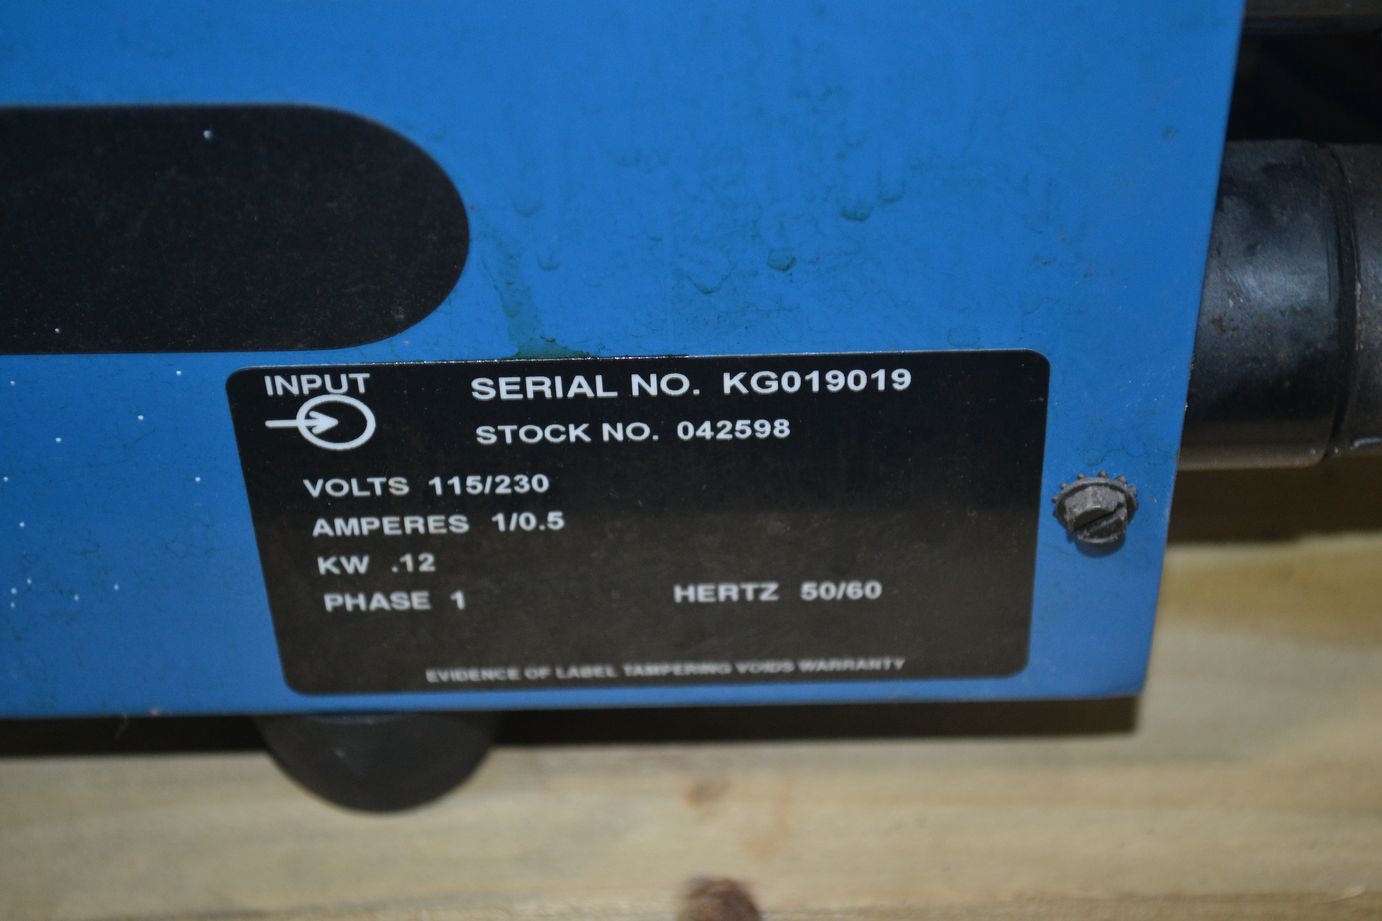 INPUT
SERIAL NO. KG019019
STOCK NO. 042598
VOLTS 115/230
AMPERES 1/0.5
KW .12
PHASE 1 HERTZ 50/60
EVIDENCE OF LABEL TAMPERING VOIDS WARRANTY